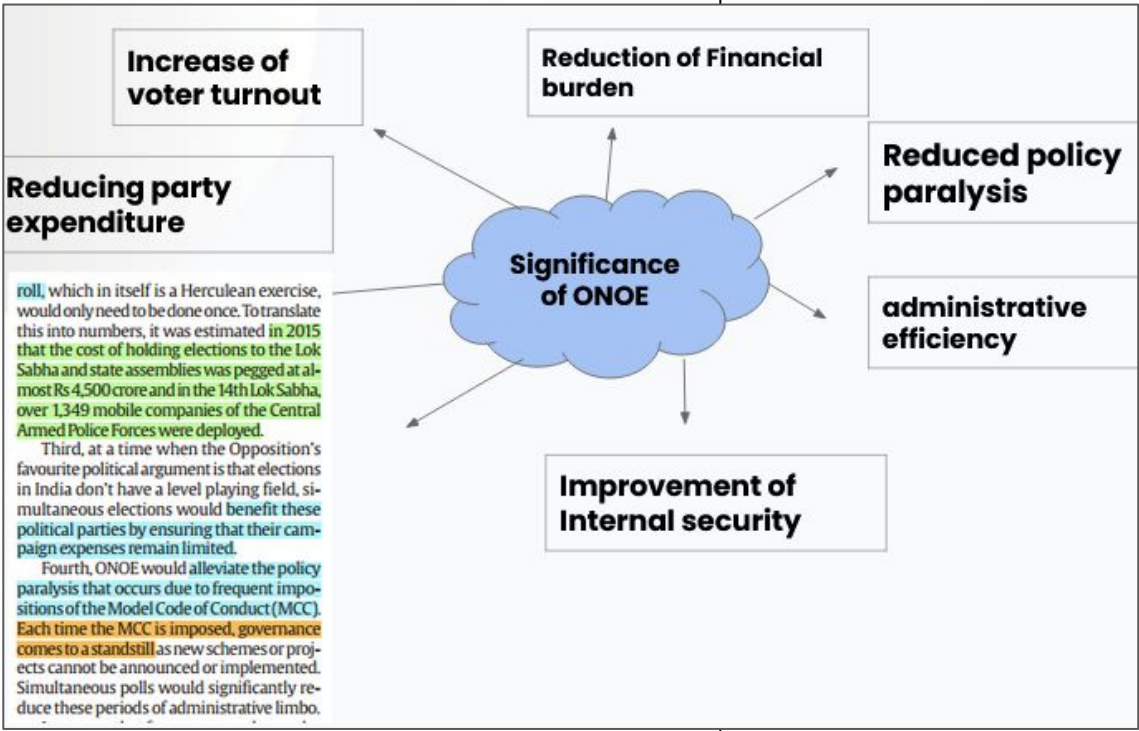 Increase of
voter turnout
Reduction of Financial
burden
Reduced policy
paralysis
Reducing party
expenditure
Significance
of ONOE
administrative
efficiency
Improvement of
Internal security
roll, which in itself is a Herculean exercise,
would only need to be done once. To translate
this into numbers, it was estimated in 2015
that the cost of holding elections to the Lok
Sabha and state assemblies was pegged at al-
most Rs 4,500 crore and in the 14th Lok Sabha,
over 1,349 mobile companies of the Central
Armed Police Forces were deployed.
Third, at a time when the Opposition's
favourite political argument is that elections
in India don't have a level playing field, si-
multaneous elections would benefit these
political parties by ensuring that their cam-
paign expenses remain limited.
Fourth, ONOE would alleviate the policy
paralysis that occurs due to frequent impo-
sitions of the Model Code of Conduct (MCC).
Each time the MCC is imposed, governance
comes to a standstill as new schemes or proj-
ects cannot be announced or implemented.
Simultaneous polls would significantly re-
duce these periods of administrative limbo.